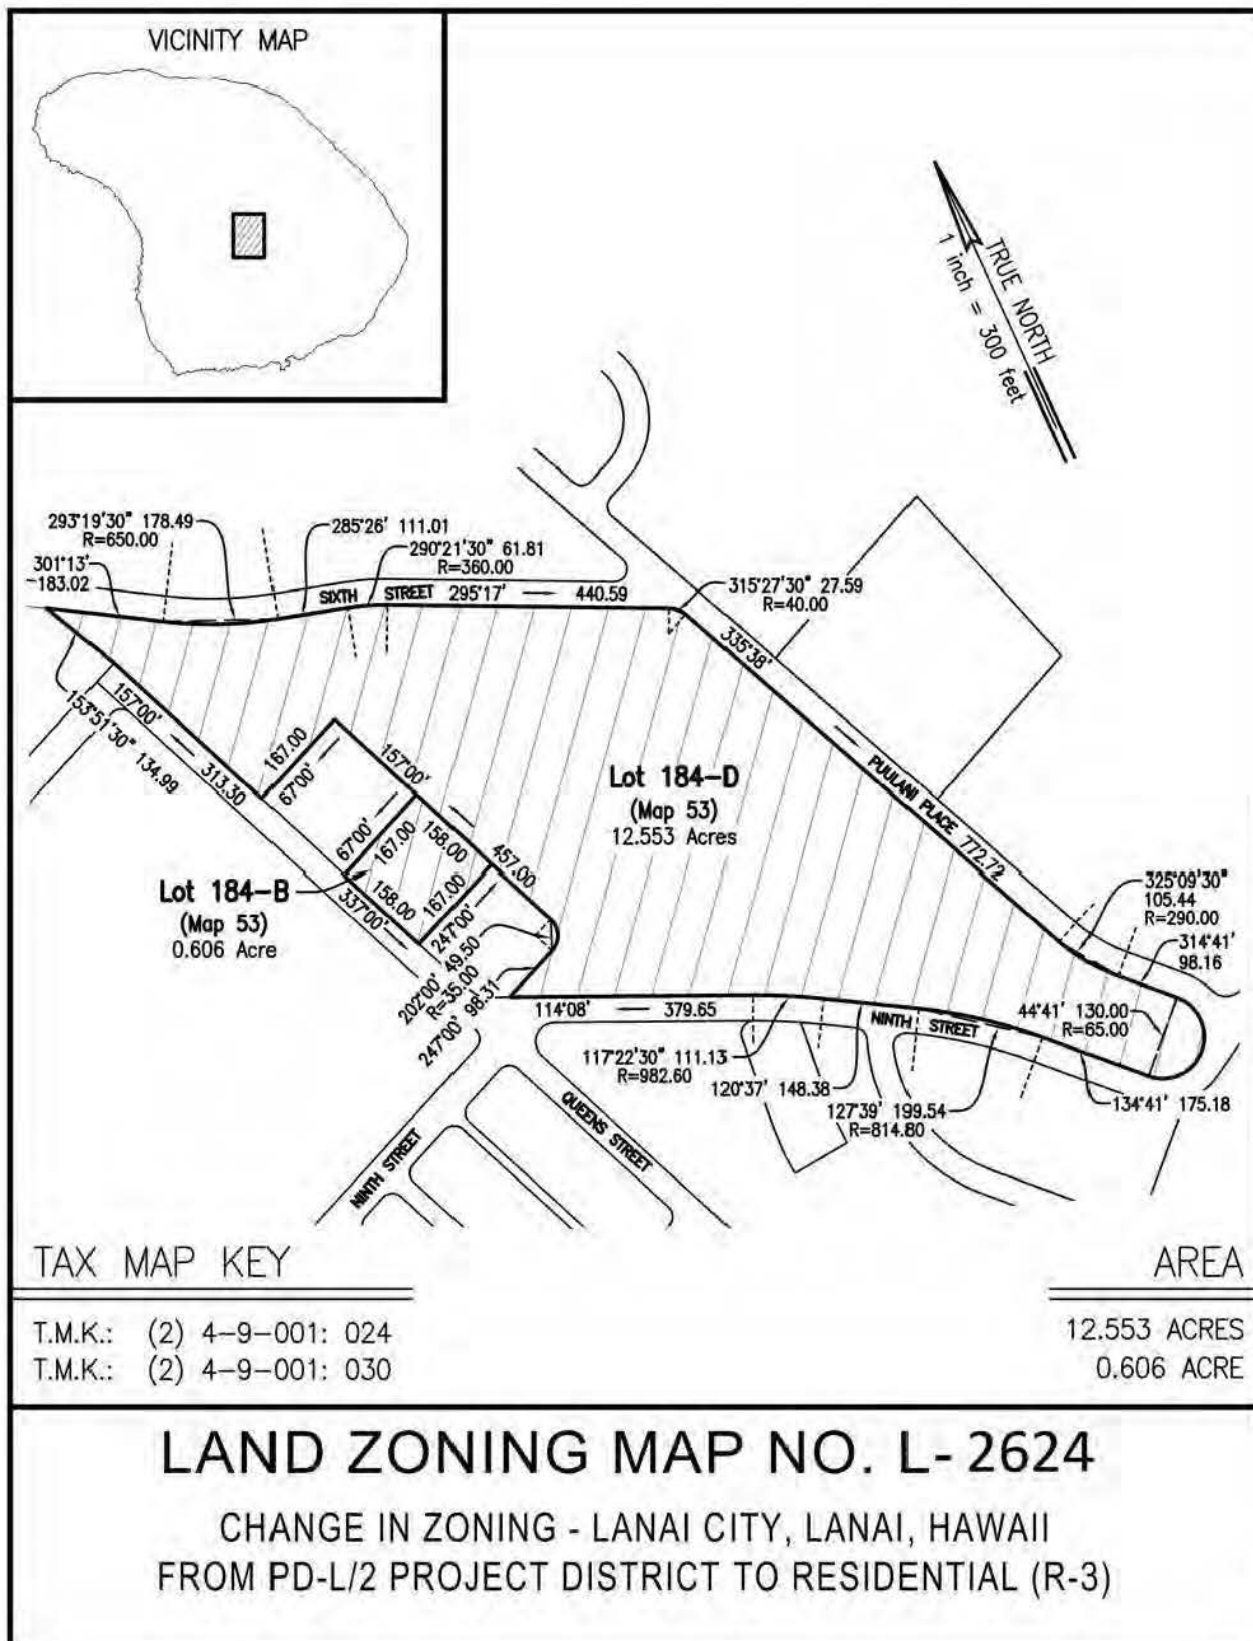 VICINITY MAP
TRUE NORTH
1 inch = 300 feet
293°19'30" 178.49
R=650.00
301°13'
183.02
285°26' 111.01
290°21'30" 61.81
R=360.00
SIXTH STREET 295°17' 440.59
315°27'30" 27.59
R=40.00
335°38'
PUULANI PLACE 772.72
157°00'
313.30
153°51'30" 134.99
167.00
67°00'
157°00'
457.00
67°00'
167.00
158.00
158.00
167.00
337°00'
247°00'
Lot 184-D
(Map 53)
12.553 Acres
Lot 184-B
(Map 53)
0.606 Acre
202°00' 49.50
R=35.00
247°00' 98.31
325°09'30"
105.44
R=290.00
314°41'
98.16
44°41' 130.00
R=65.00
114°08' 379.65
NINTH STREET
117°22'30" 111.13
R=982.60
120°37' 148.38
127°39' 199.54
R=814.80
134°41' 175.18
NINTH STREET
QUEENS STREET
TAX MAP KEY
AREA
T.M.K.: (2) 4-9-001: 024
12.553 ACRES
T.M.K.: (2) 4-9-001: 030
0.606 ACRE
LAND ZONING MAP NO. L- 2624
CHANGE IN ZONING - LANAI CITY, LANAI, HAWAII
FROM PD-L/2 PROJECT DISTRICT TO RESIDENTIAL (R-3)